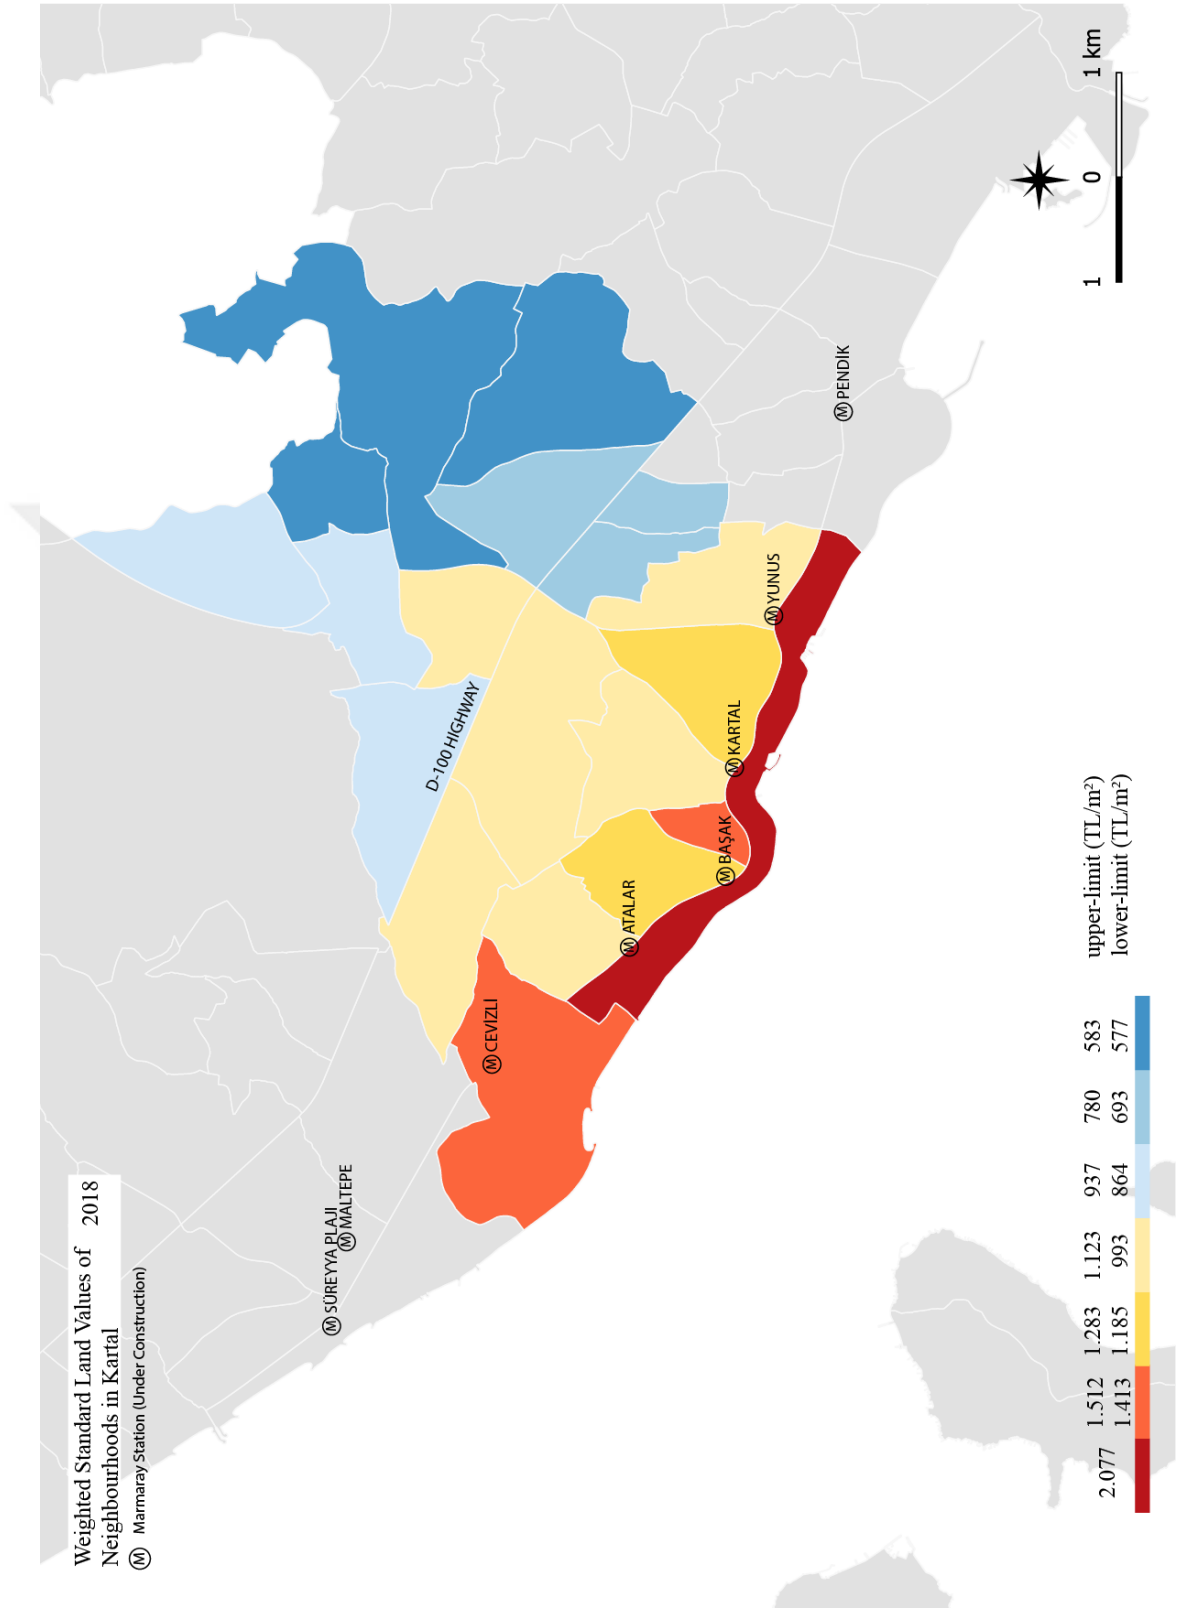 Weighted Standard Land Values of 2018
Neighbourhoods in Kartal
M Marmaray Station (Under Construction)
M SÜREYYA PLAJI
M MALTEPE
M CEVİZLİ
M ATALAR
M BAŞAK
M KARTAL
M YUNUS
M PENDİK
D-100 HIGHWAY
1 0 1 km
2.077 1.512 1.283 1.123 937 780 583 upper-limit (TL/m²)
1.413 1.185 993 864 693 577 lower-limit (TL/m²)